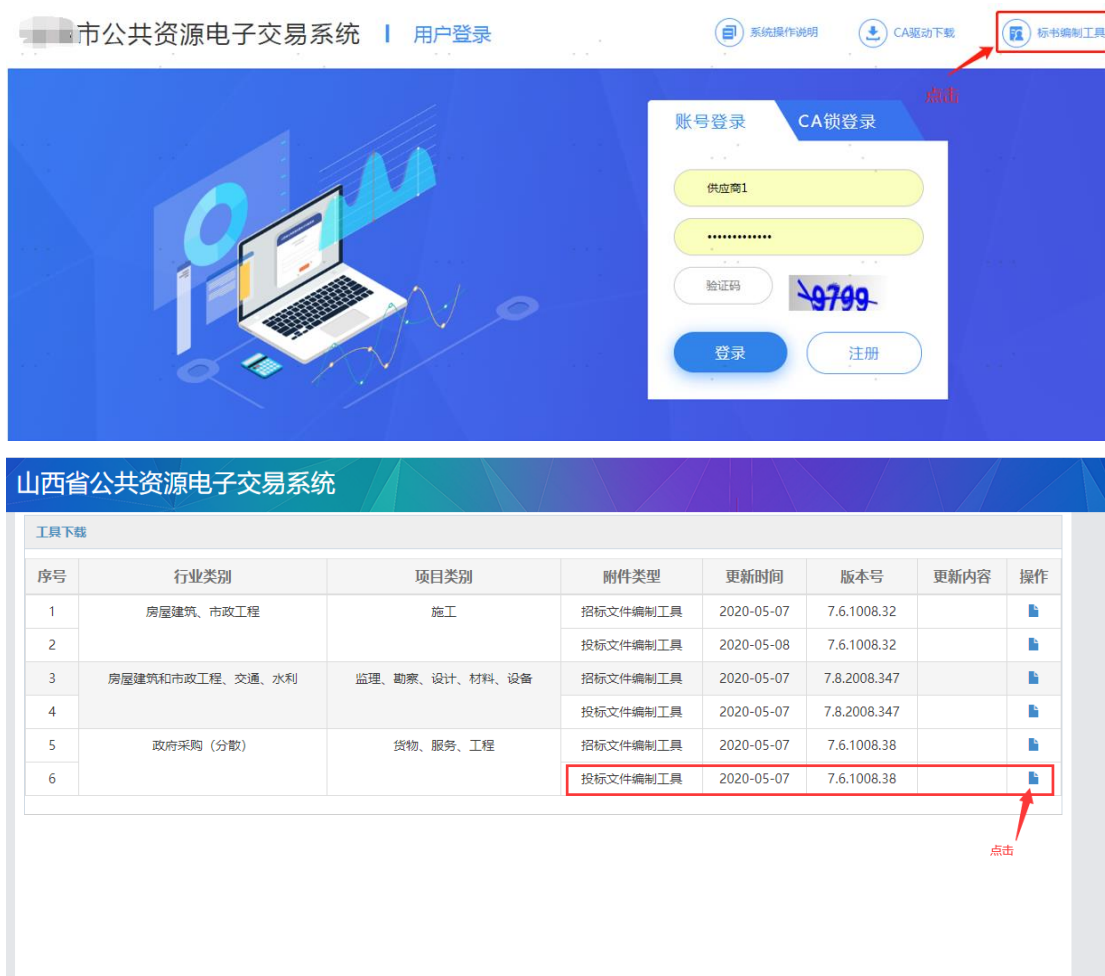 市公共资源电子交易系统 用户登录 系统操作说明 CA驱动下载 标书编制工具
点击
账号登录 CA锁登录
供应商1
•••••••••••••
验证码 9799
登录 注册
山西省公共资源电子交易系统
工具下载
序号 行业类别 项目类别 附件类型 更新时间 版本号 更新内容 操作
1 房屋建筑、市政工程 施工 招标文件编制工具 2020-05-07 7.6.1008.32
2 投标文件编制工具 2020-05-08 7.6.1008.32
3 房屋建筑和市政工程、交通、水利 监理、勘察、设计、材料、设备 招标文件编制工具 2020-05-07 7.8.2008.347
4 投标文件编制工具 2020-05-07 7.8.2008.347
5 政府采购（分散） 货物、服务、工程 招标文件编制工具 2020-05-07 7.6.1008.38
6 投标文件编制工具 2020-05-07 7.6.1008.38
点击